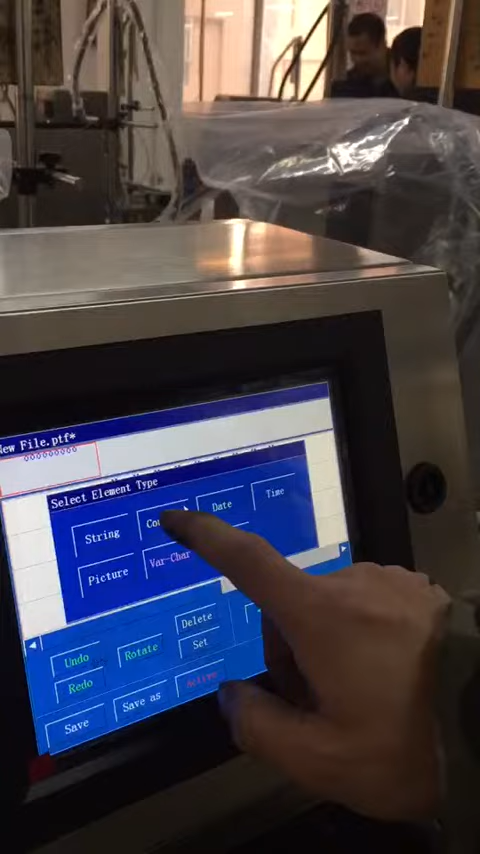 New File.ptf*
Select Element Type
String
Date
Time
Picture
Var-Char
Undo
Rotate
Delete
Redo
Set
Save
Save as
Active